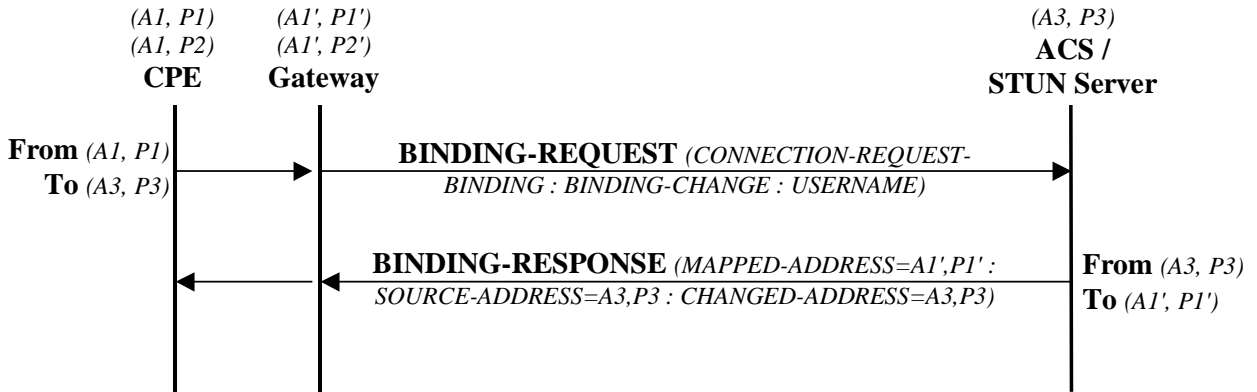 (A1, P1)
(A1, P2)
CPE
(A1', P1')
(A1', P2')
Gateway
(A3, P3)
ACS /
STUN Server
From (A1, P1)
To (A3, P3)
BINDING-REQUEST (CONNECTION-REQUEST-
BINDING : BINDING-CHANGE : USERNAME)
BINDING-RESPONSE (MAPPED-ADDRESS=A1',P1' :
SOURCE-ADDRESS=A3,P3 : CHANGED-ADDRESS=A3,P3)
From (A3, P3)
To (A1', P1')